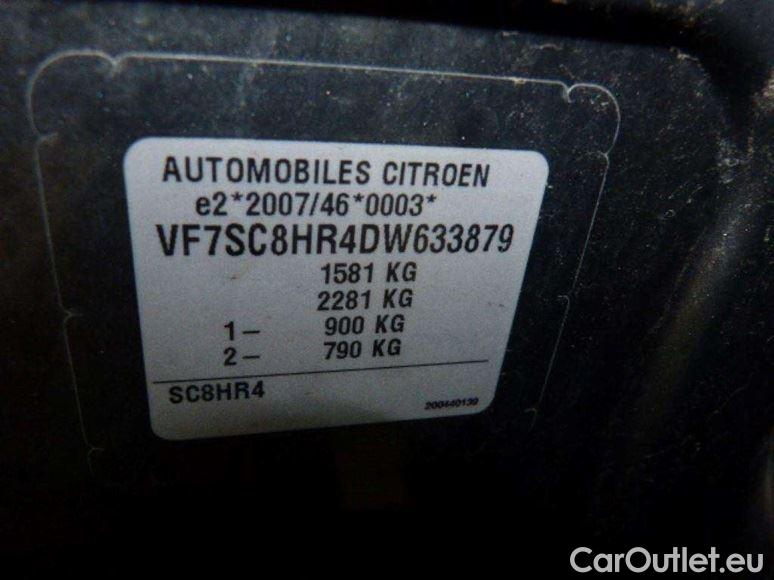 AUTOMOBILES CITROEN
e2*2007/46*0003*
VF7SC8HR4DW633879
1581 KG
2281 KG
1– 900 KG
2– 790 KG
SC8HR4
200440139
CarOutlet.eu